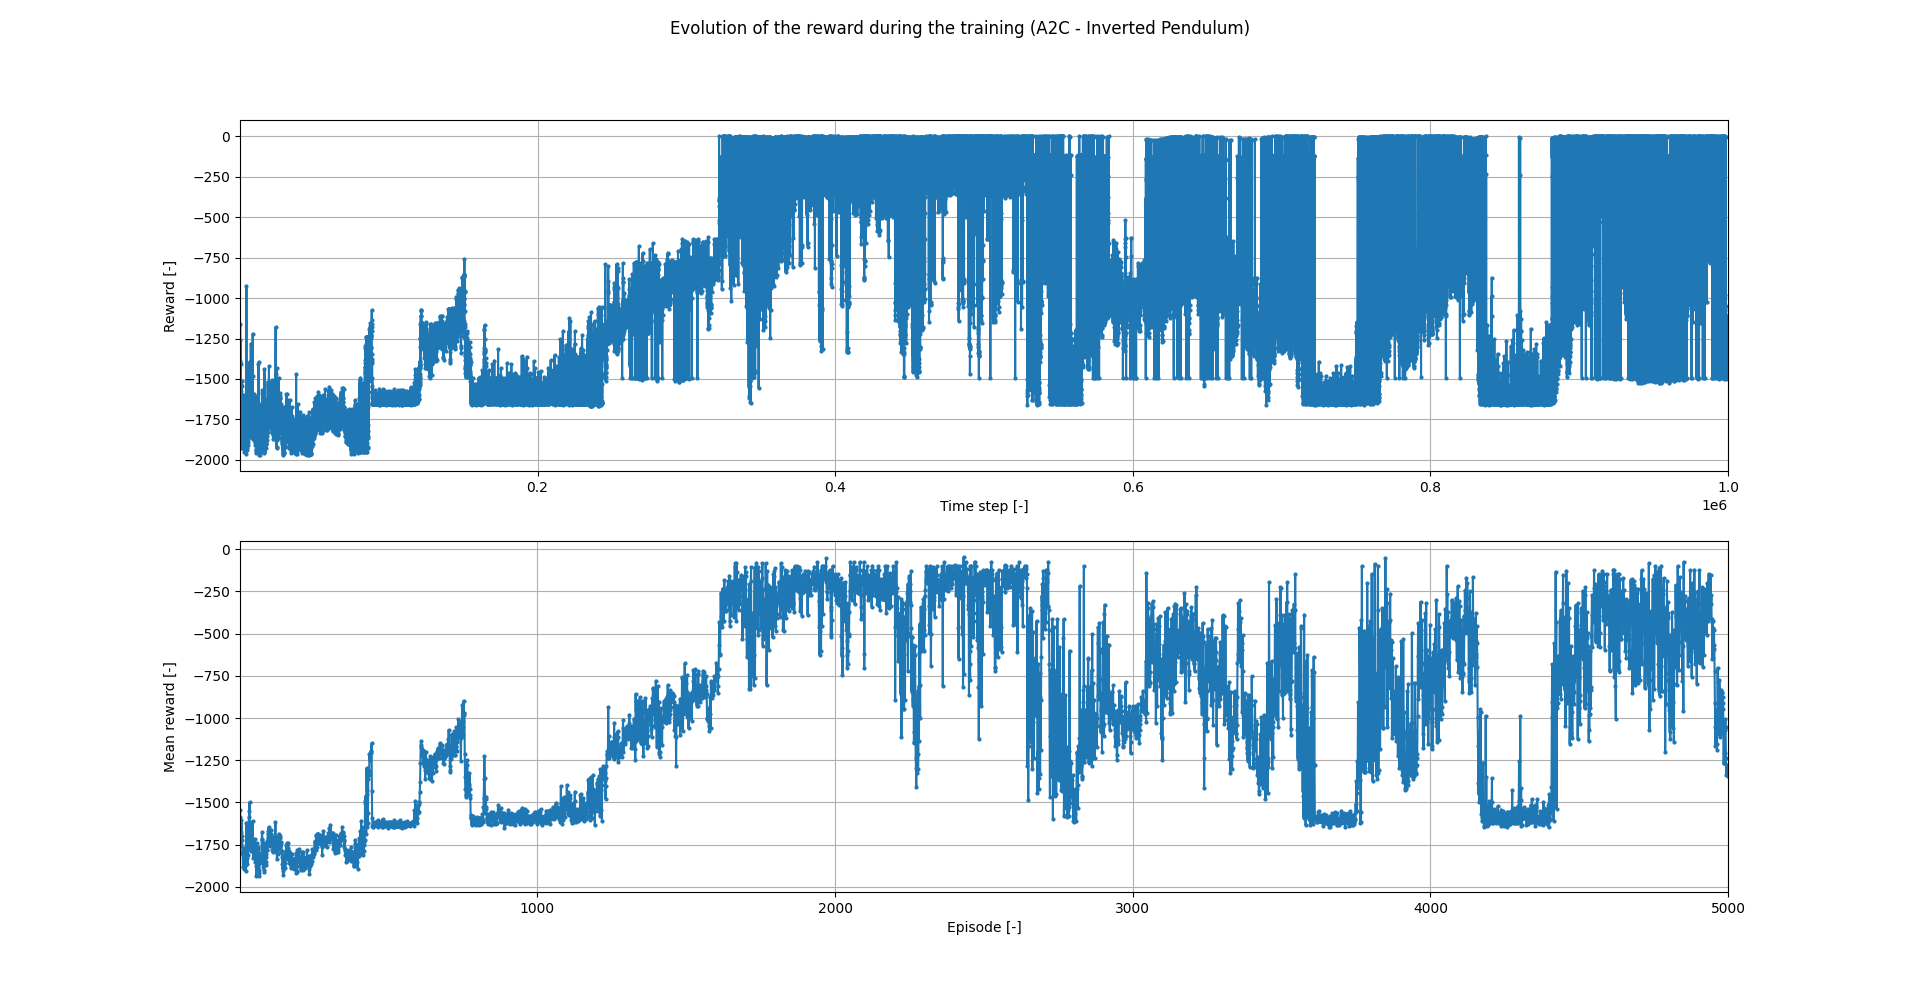 Evolution of the reward during the training (A2C - Inverted Pendulum)
Reward [-]
0
−250
−500
−750
−1000
−1250
−1500
−1750
−2000
0.2 0.4 0.6 0.8 1.0
1e6
Time step [-]
Mean reward [-]
0
−250
−500
−750
−1000
−1250
−1500
−1750
−2000
1000 2000 3000 4000 5000
Episode [-]